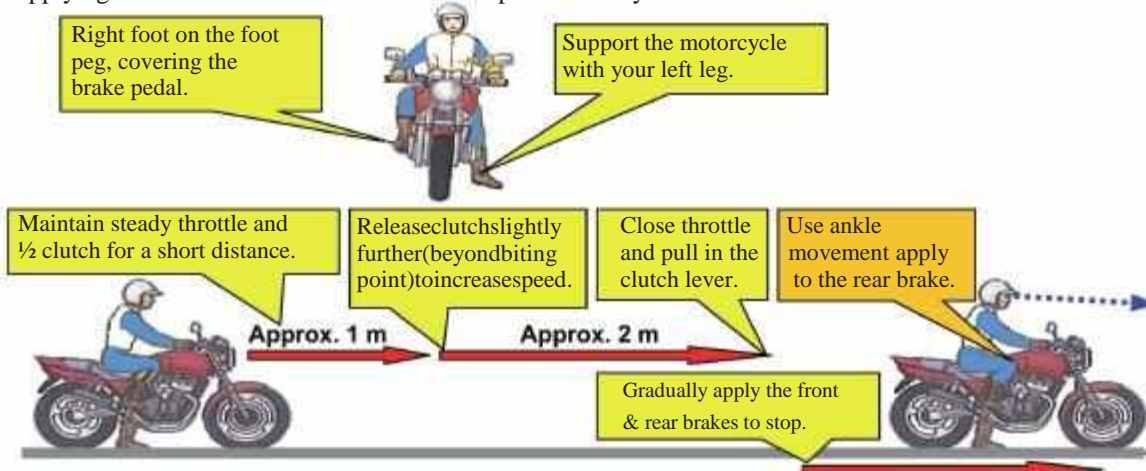 Right foot on the foot
peg, covering the
brake pedal.
Support the motorcycle
with your left leg.
Maintain steady throttle and
½ clutch for a short distance.
Releaseclutchslightly
further(beyondbiting
point)toincreasespeed.
Close throttle
and pull in the
clutch lever.
Use ankle
movement apply
to the rear brake.
Approx. 1 m
Approx. 2 m
Gradually apply the front
& rear brakes to stop.